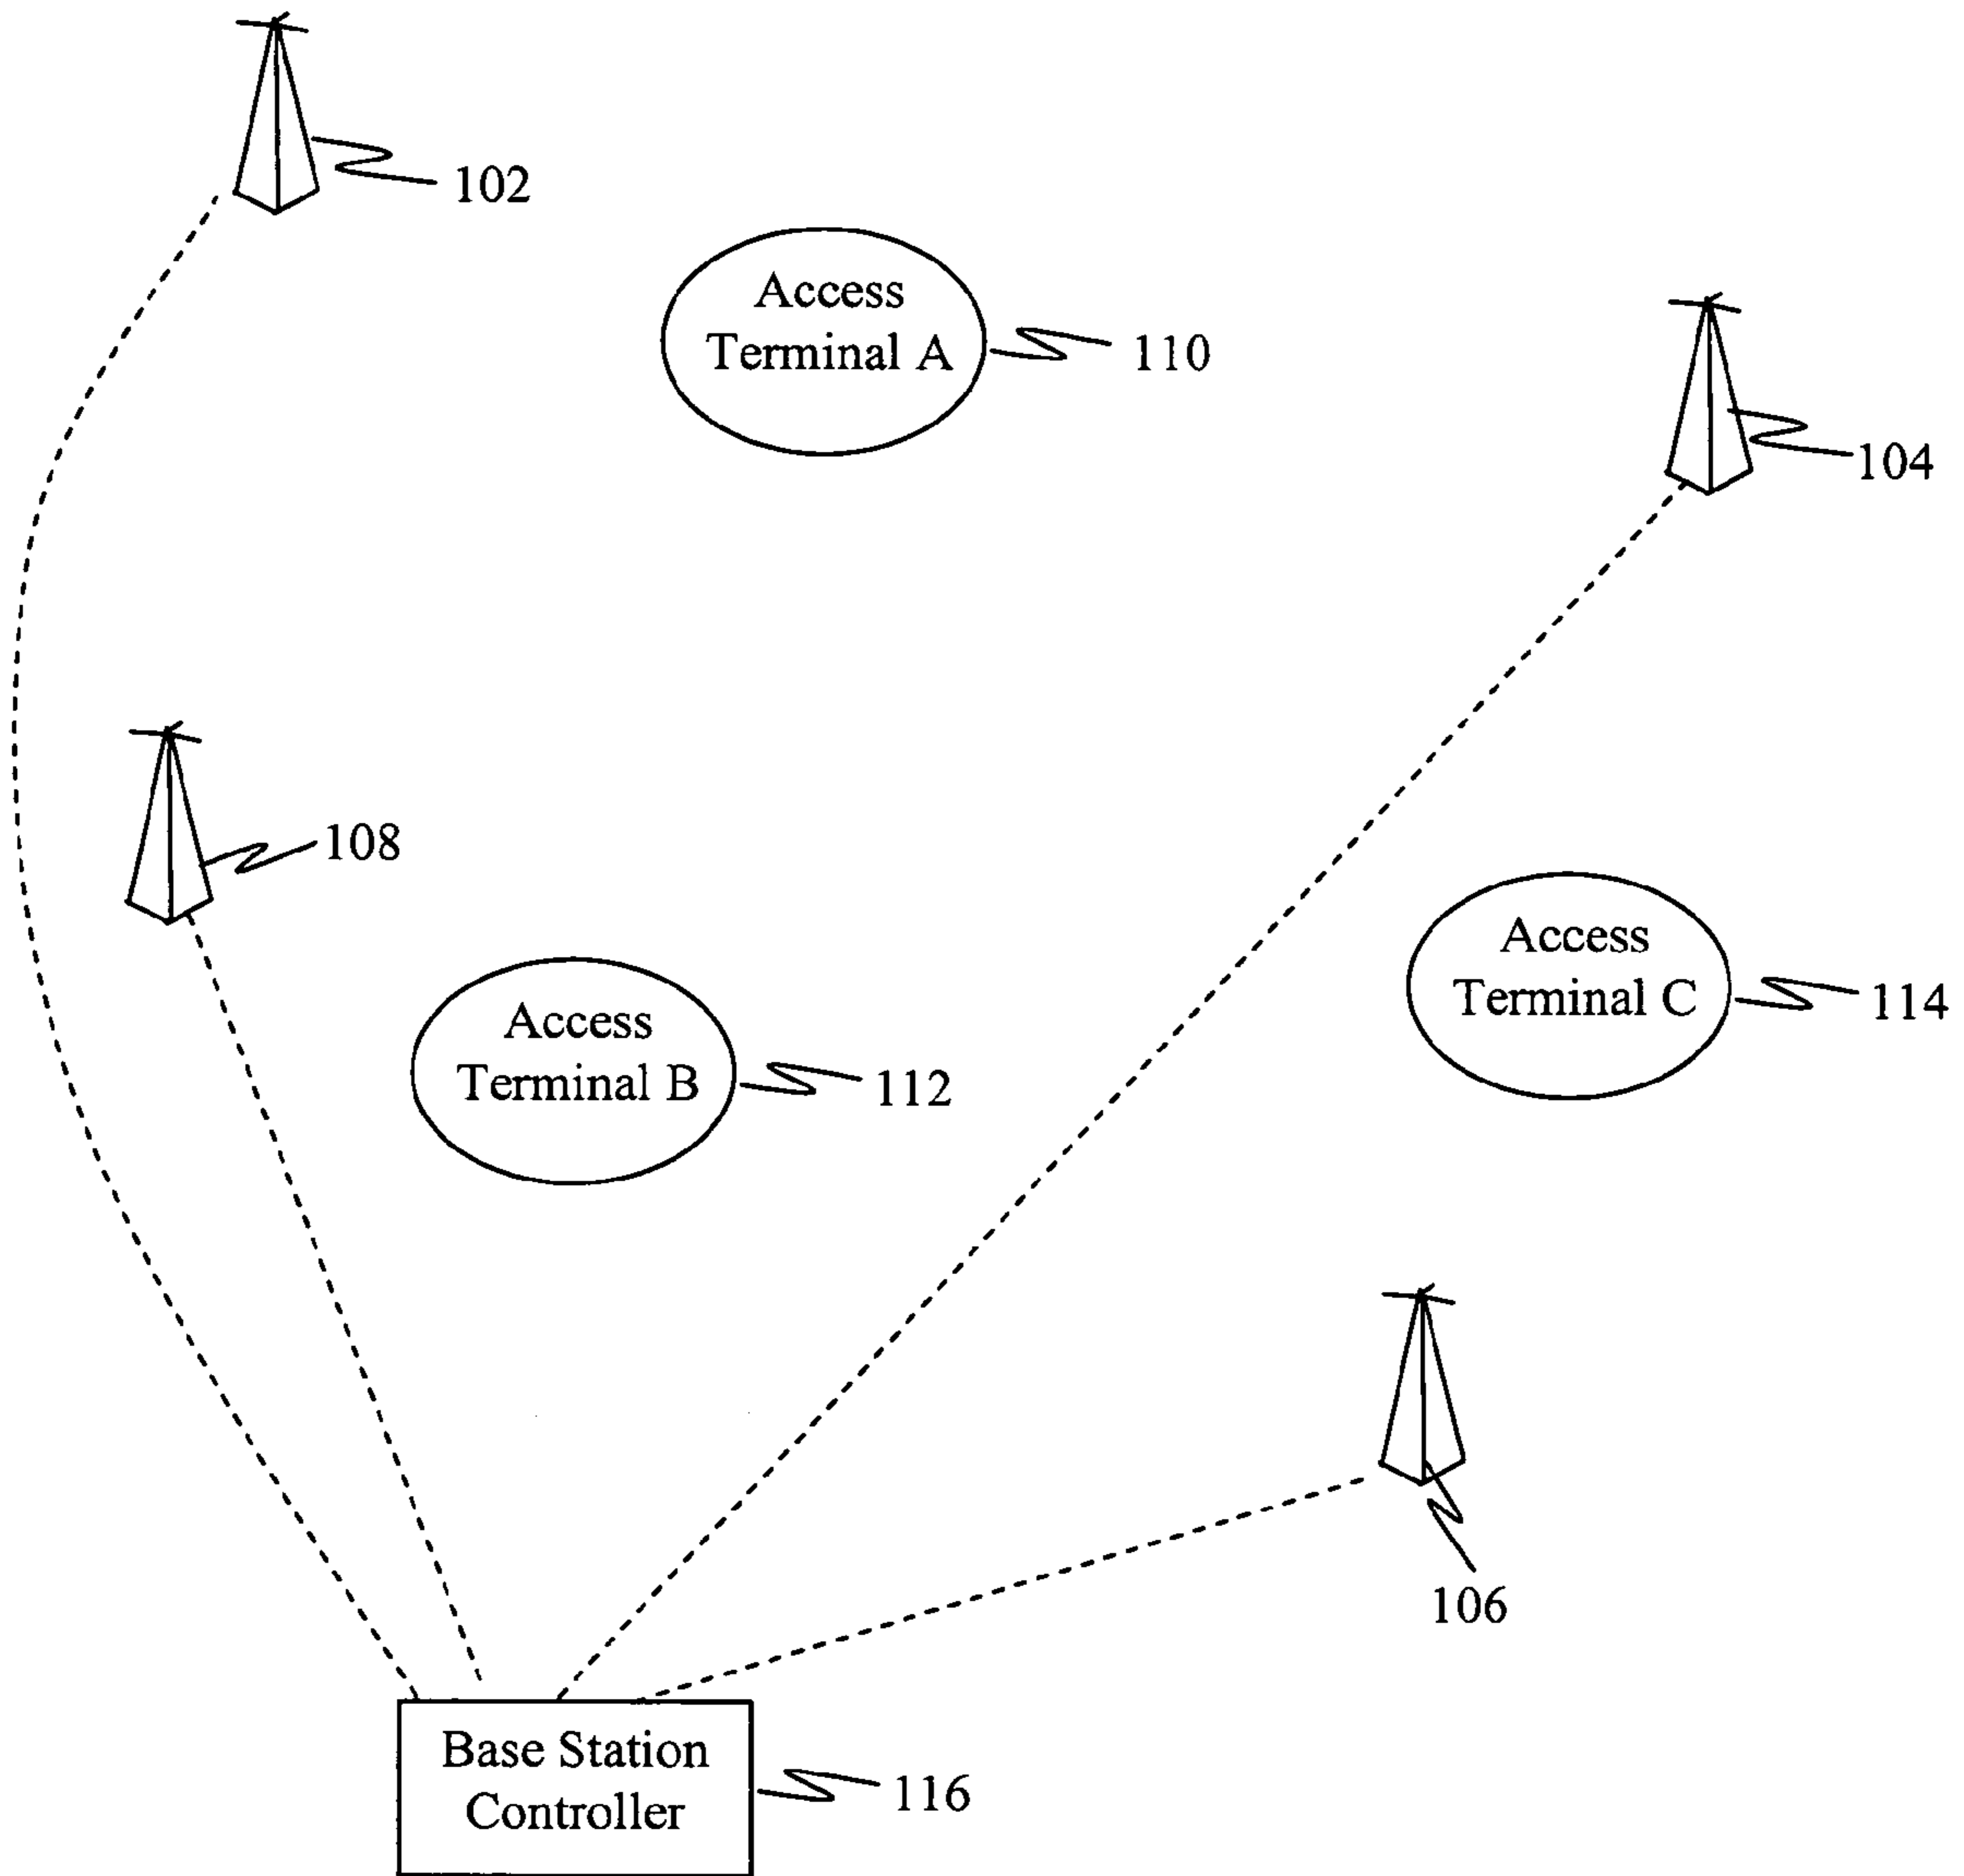 102
Access
Terminal A
110
104
108
Access
Terminal C
114
Access
Terminal B
112
106
Base Station
Controller
116